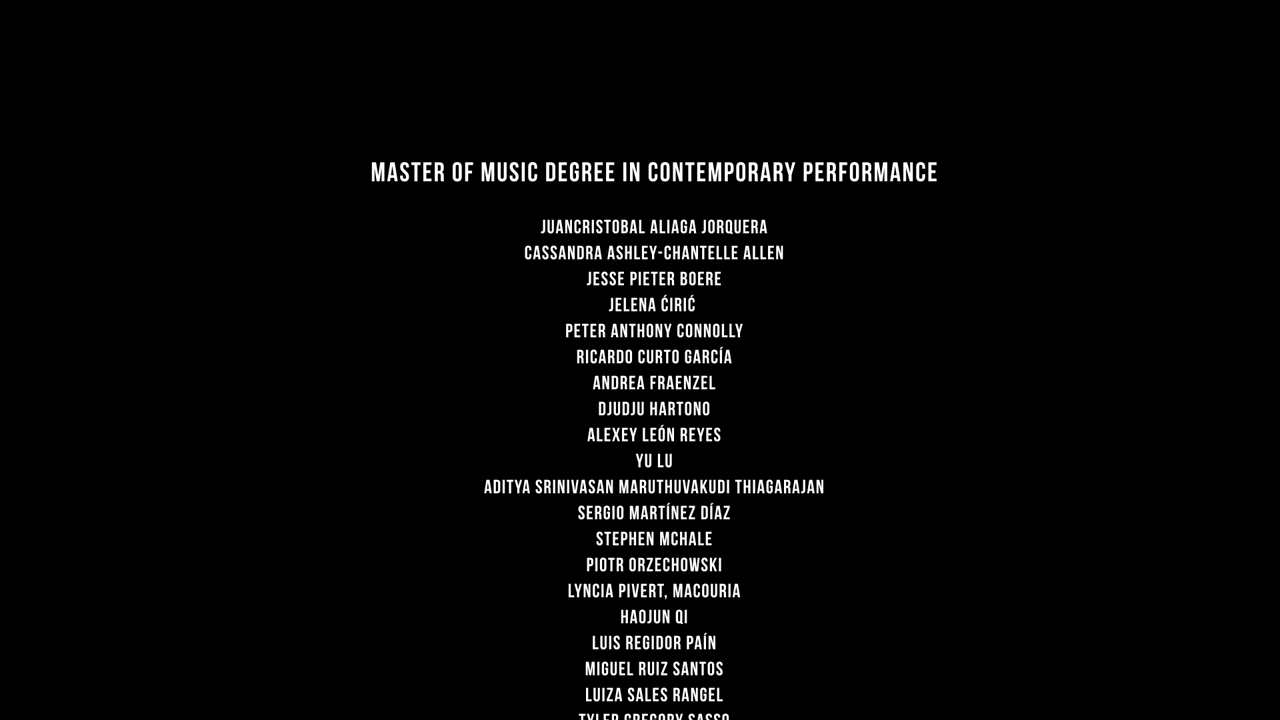 MASTER OF MUSIC DEGREE IN CONTEMPORARY PERFORMANCE
JUANCRISTOBAL ALIAGA JORQUERA
CASSANDRA ASHLEY-CHANTELLE ALLEN
JESSE PIETER BOERE
JELENA ĆIRIĆ
PETER ANTHONY CONNOLLY
RICARDO CURTO GARCÍA
ANDREA FRAENZEL
DJUDJU HARTONO
ALEXEY LEÓN REYES
YU LU
ADITYA SRINIVASAN MARUTHUVAKUDI THIAGARAJAN
SERGIO MARTÍNEZ DÍAZ
STEPHEN MCHALE
PIOTR ORZECHOWSKI
LYNCIA PIVERT, MACOURIA
HAOJUN QI
LUIS REGIDOR PAÍN
MIGUEL RUIZ SANTOS
LUIZA SALES RANGEL
TYLER GREGORY SASSO